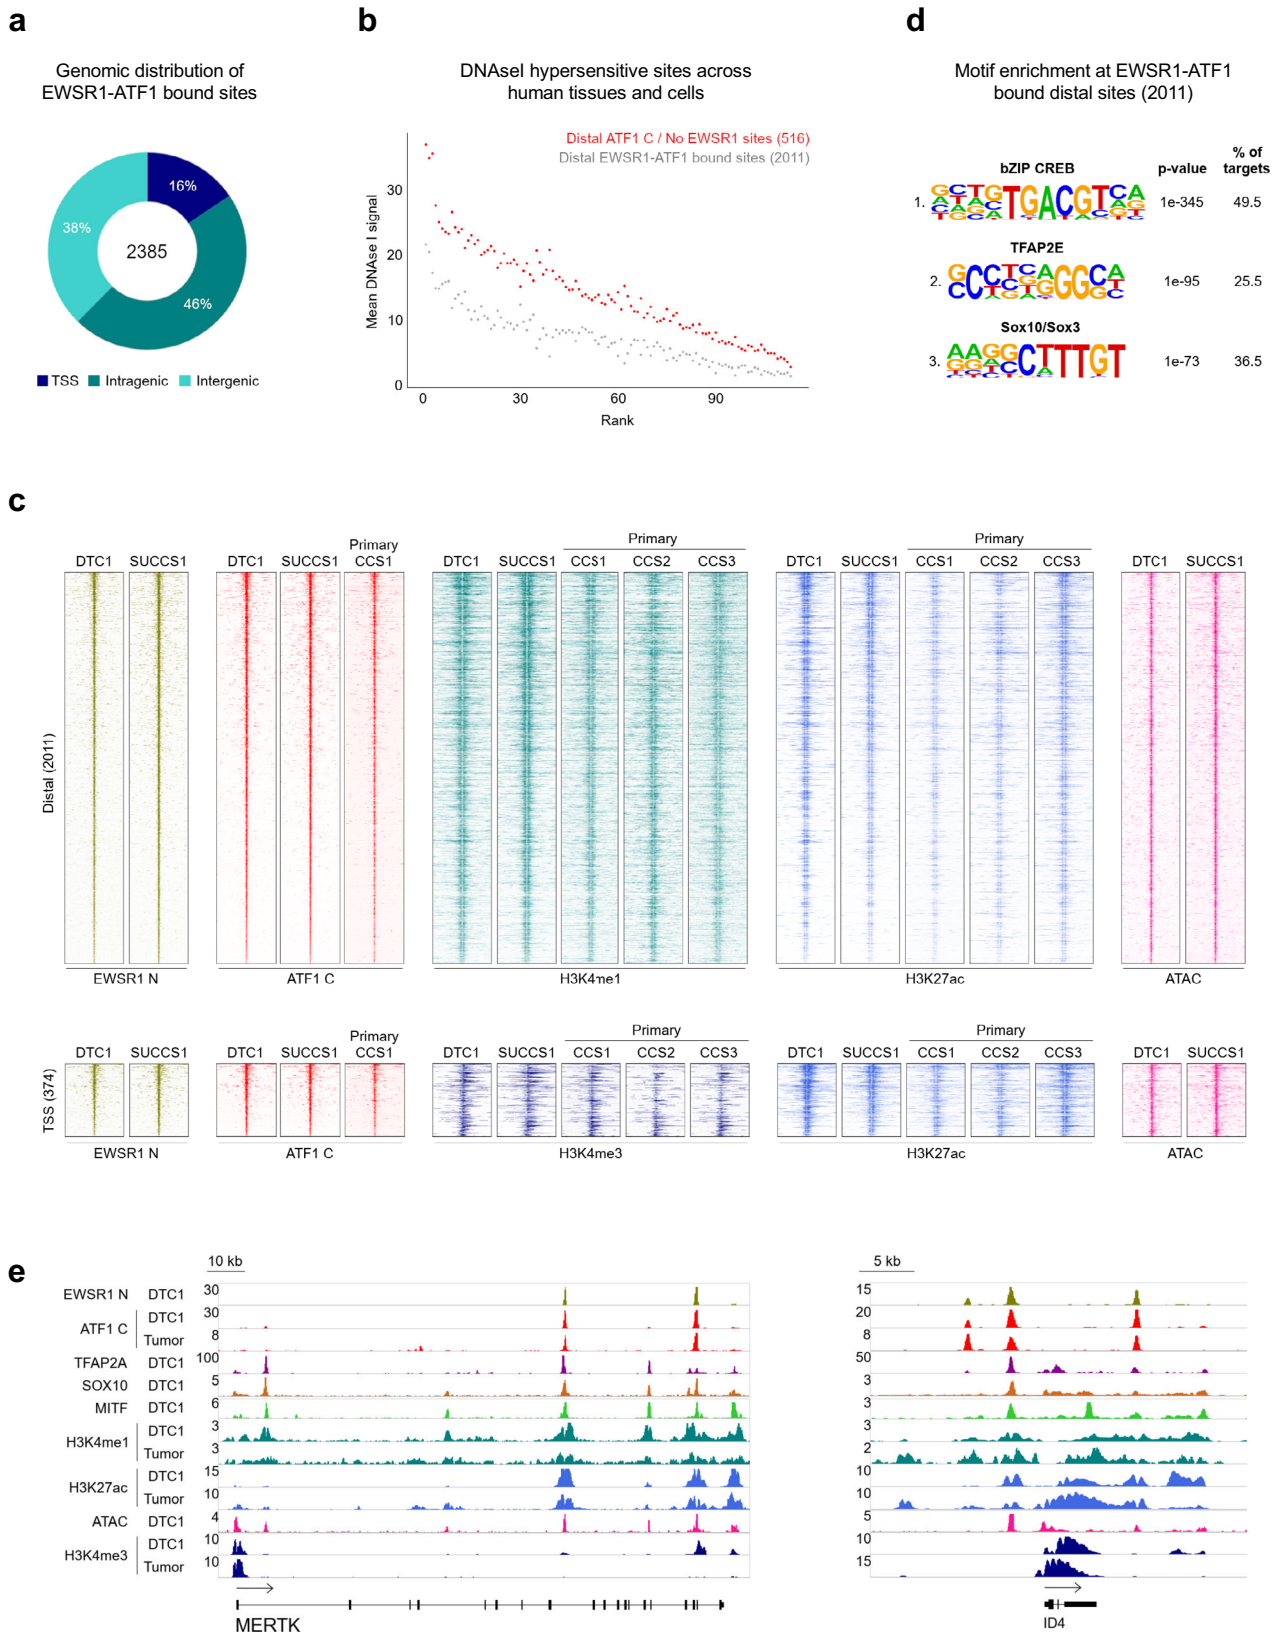 a
Genomic distribution of
EWSR1-ATF1 bound sites
16%
38%
2385
46%
TSS
Intragenic
Intergenic
b
DNAseI hypersensitive sites across
human tissues and cells
Distal ATF1 C / No EWSR1 sites (516)
Distal EWSR1-ATF1 bound sites (2011)
Mean DNAse I signal
30
20
10
0
0 30 60 90
Rank
d
Motif enrichment at EWSR1-ATF1
bound distal sites (2011)
p-value
% of
targets
bZIP CREB
1. 1e-345 49.5
TFAP2E
2. 1e-95 25.5
Sox10/Sox3
3. 1e-73 36.5
c
Primary Primary Primary
DTC1 SUCCS1 DTC1 SUCCS1 CCS1 DTC1 SUCCS1 CCS1 CCS2 CCS3 DTC1 SUCCS1 CCS1 CCS2 CCS3 DTC1 SUCCS1
Distal (2011)
EWSR1 N ATF1 C H3K4me1 H3K27ac ATAC
Primary Primary Primary
DTC1 SUCCS1 DTC1 SUCCS1 CCS1 DTC1 SUCCS1 CCS1 CCS2 CCS3 DTC1 SUCCS1 CCS1 CCS2 CCS3 DTC1 SUCCS1
TSS (374)
EWSR1 N ATF1 C H3K4me3 H3K27ac ATAC
e
10 kb 5 kb
EWSR1 N DTC1 30 15
ATF1 C DTC1 30 20
Tumor 8 8
TFAP2A DTC1 100 50
SOX10 DTC1 5 3
MITF DTC1 6 3
H3K4me1 DTC1 3 3
Tumor 3 2
H3K27ac DTC1 15 10
Tumor 10 10
ATAC DTC1 4 5
H3K4me3 DTC1 10 10
Tumor 10 15
MERTK ID4